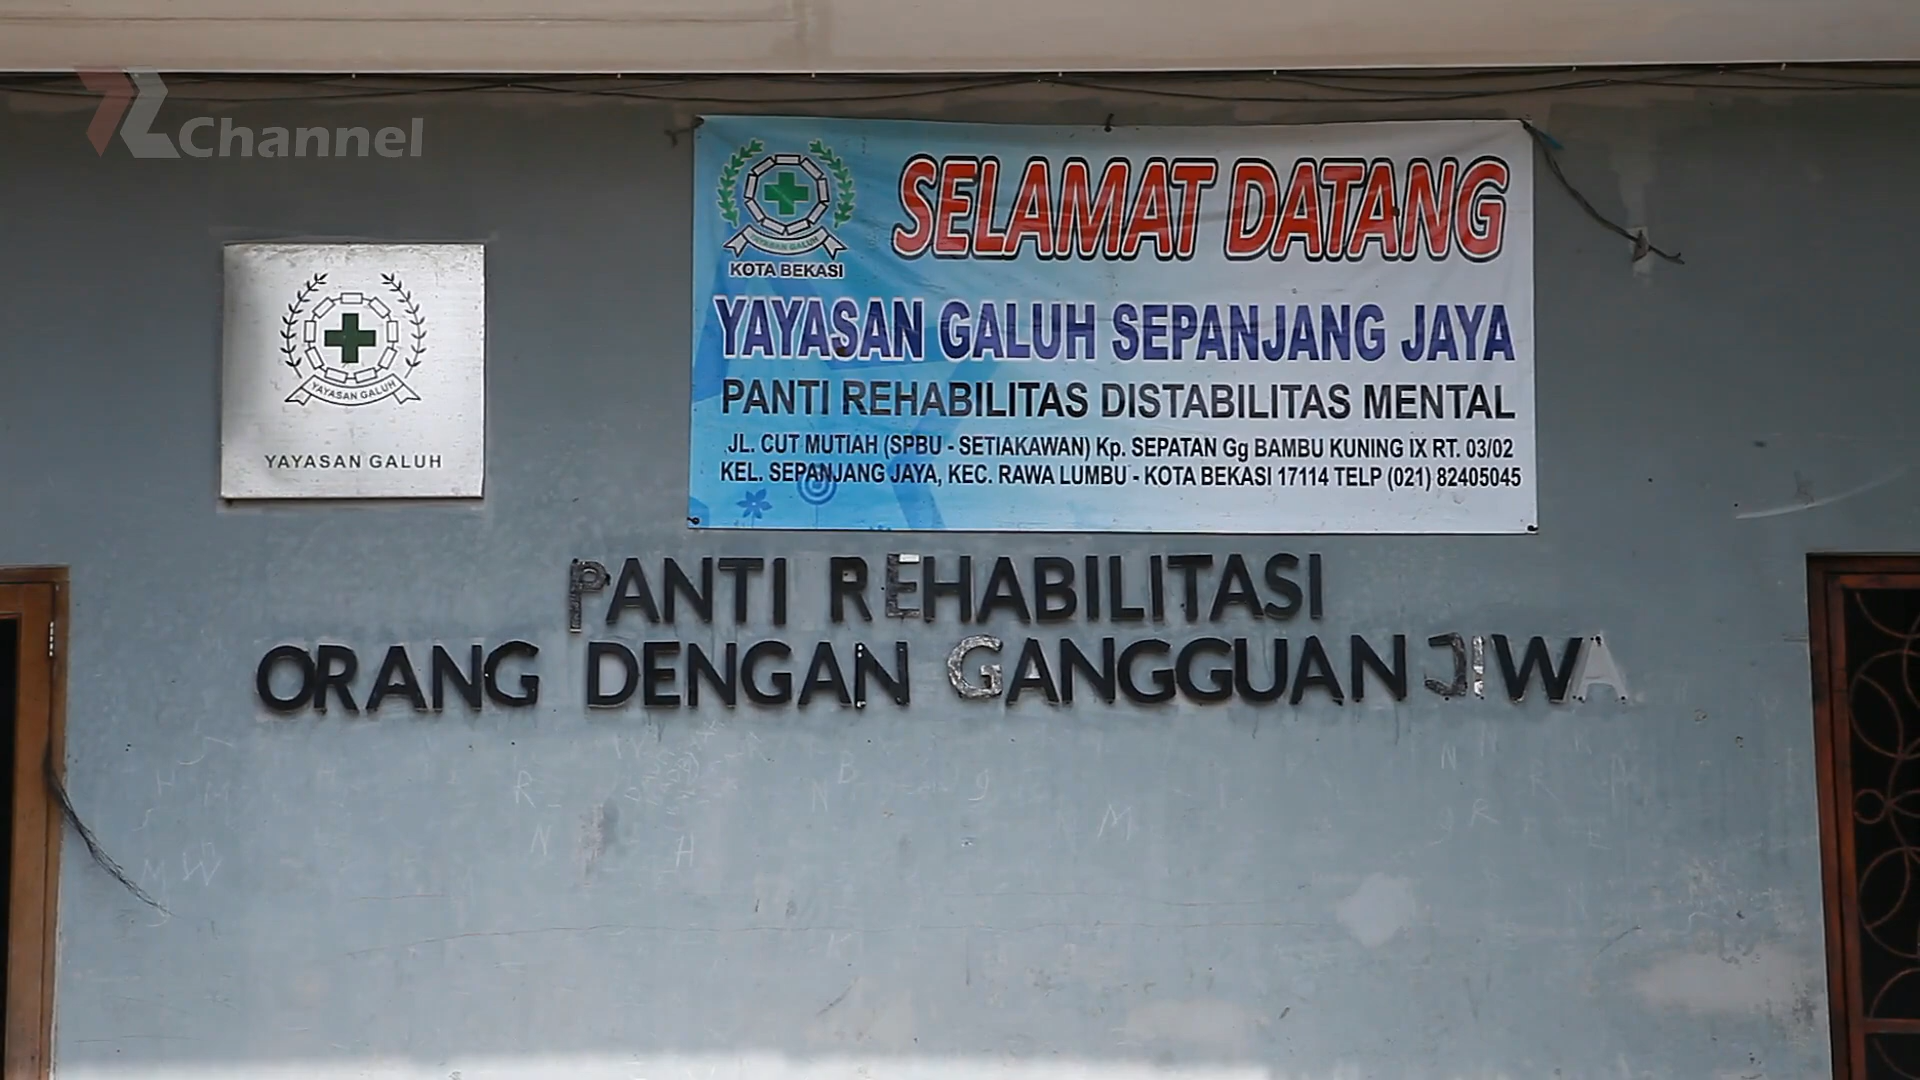 Channel
YAYASAN GALUH
YAYASAN GALUH
YAYASAN GALUH
KOTA BEKASI
SELAMAT DATANG
YAYASAN GALUH SEPANJANG JAYA
PANTI REHABILITAS DISTABILITAS MENTAL
JL. CUT MUTIAH (SPBU - SETIAKAWAN) Kp. SEPATAN Gg BAMBU KUNING IX RT. 03/02
KEL. SEPANJANG JAYA, KEC. RAWA LUMBU - KOTA BEKASI 17114 TELP (021) 82405045
PANTI REHABILITASI
ORANG DENGAN GANGGUAN JIWA